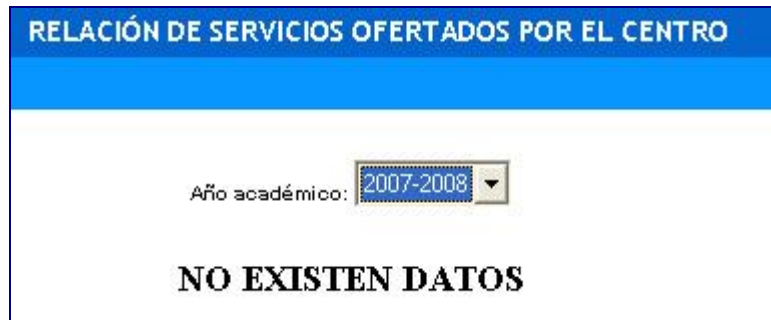 RELACIÓN DE SERVICIOS OFERTADOS POR EL CENTRO
Año académico: 2007-2008
NO EXISTEN DATOS